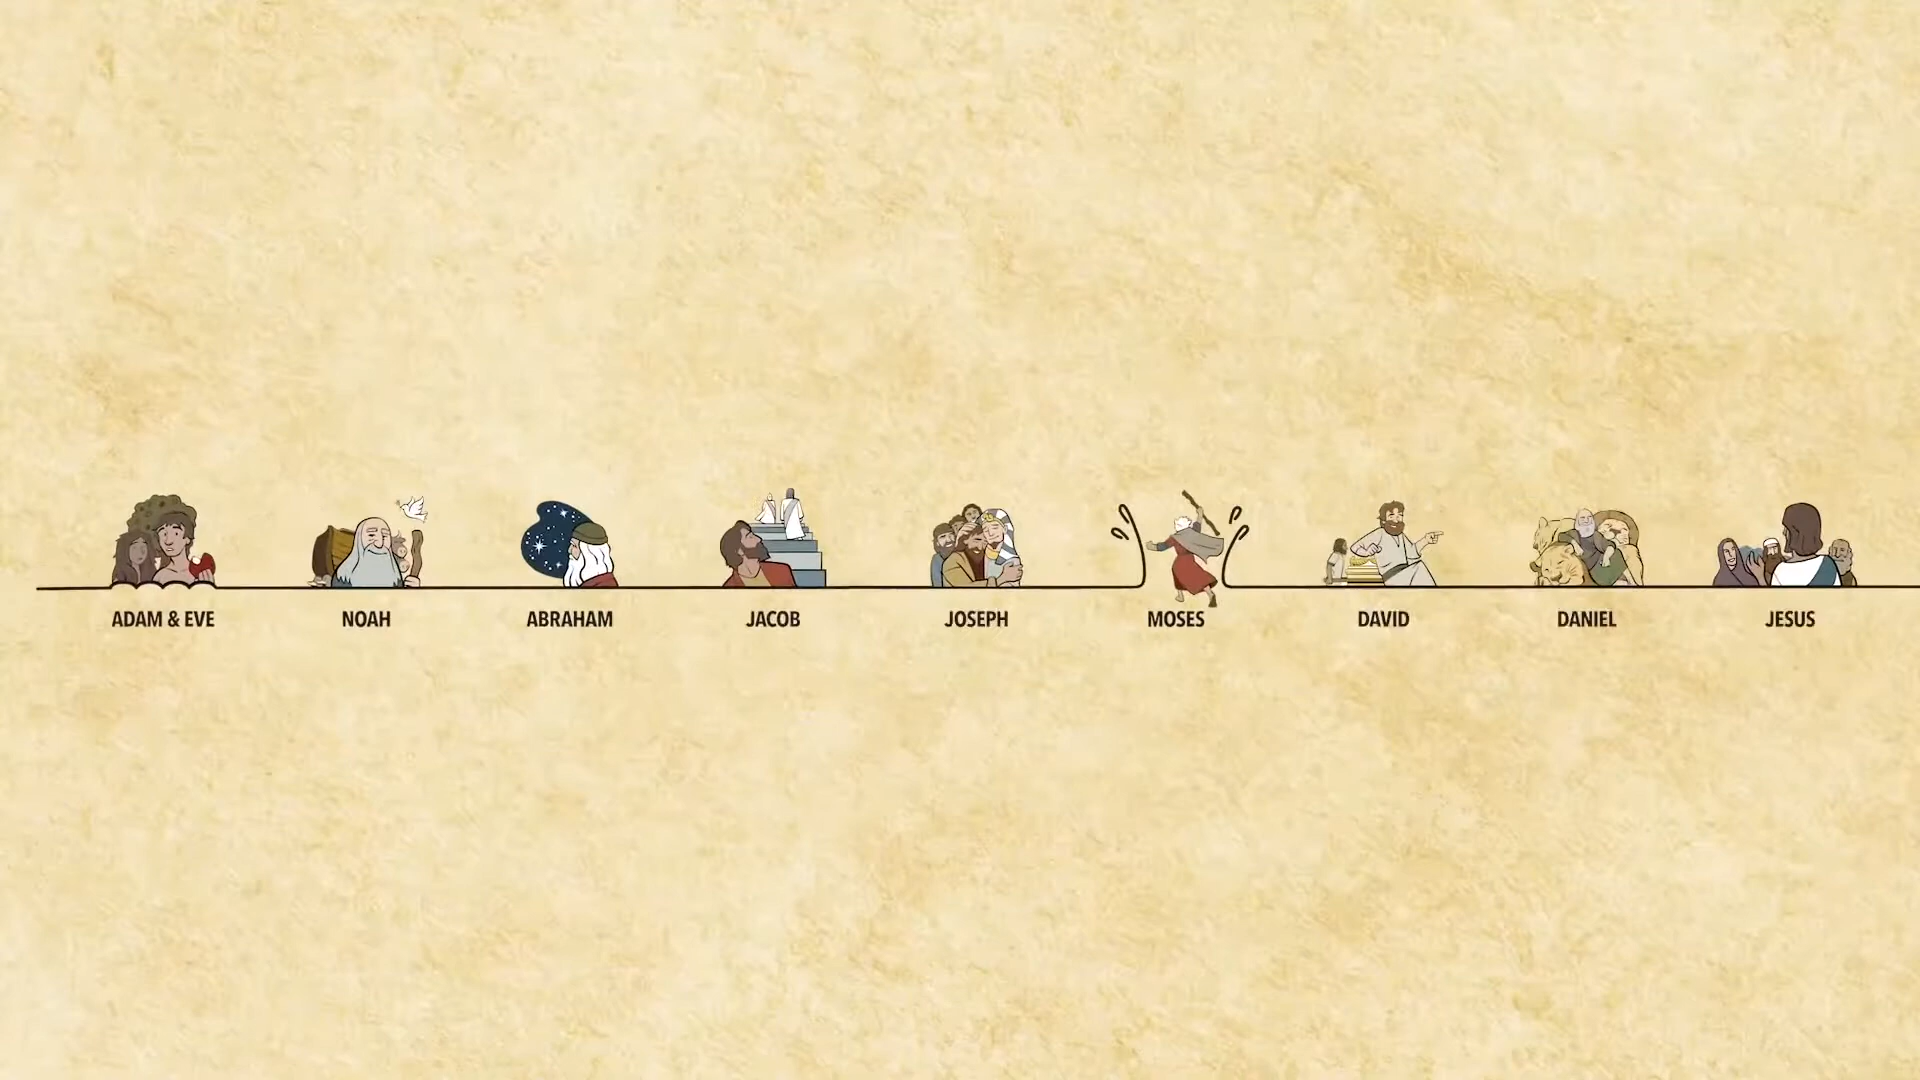 ADAM & EVE
NOAH
ABRAHAM
JACOB
JOSEPH
MOSES
DAVID
DANIEL
JESUS